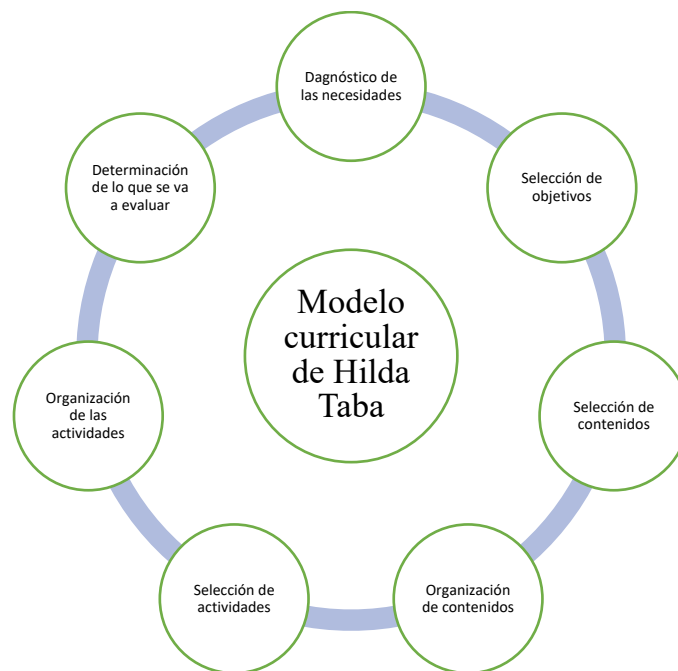 Dagnóstico de
las necesidades
Selección de
objetivos
Selección de
contenidos
Organización
de contenidos
Selección de
actividades
Organización
de las
actividades
Determinación
de lo que se va
a evaluar
Modelo
curricular
de Hilda
Taba